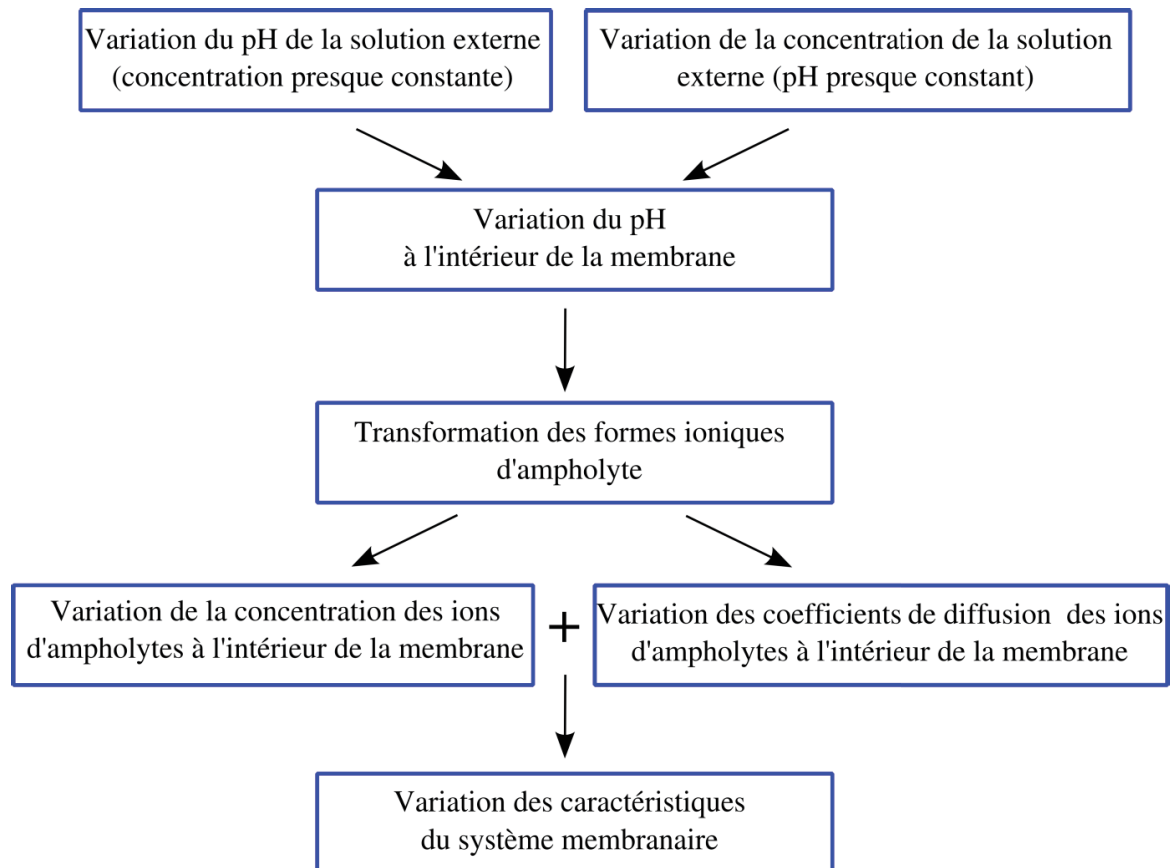 Variation du pH de la solution externe
(concentration presque constante)
Variation de la concentration de la solution
externe (pH presque constant)
Variation du pH
à l'intérieur de la membrane
Transformation des formes ioniques
d'ampholyte
Variation de la concentration des ions
d'ampholytes à l'intérieur de la membrane
+
Variation des coefficients de diffusion des ions
d'ampholytes à l'intérieur de la membrane
Variation des caractéristiques
du système membranaire